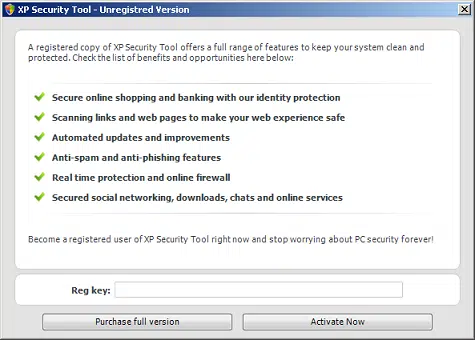 XP Security Tool - Unregistred Version
A registered copy of XP Security Tool offers a full range of features to keep your system clean and
protected. Check the list of benefits and opportunities here below:
Secure online shopping and banking with our identity protection
Scanning links and web pages to make your web experience safe
Automated updates and improvements
Anti-spam and anti-phishing features
Real time protection and online firewall
Secured social networking, downloads, chats and online services
Become a registered user of XP Security Tool right now and stop worrying about PC security forever!
Reg key:
Purchase full version
Activate Now